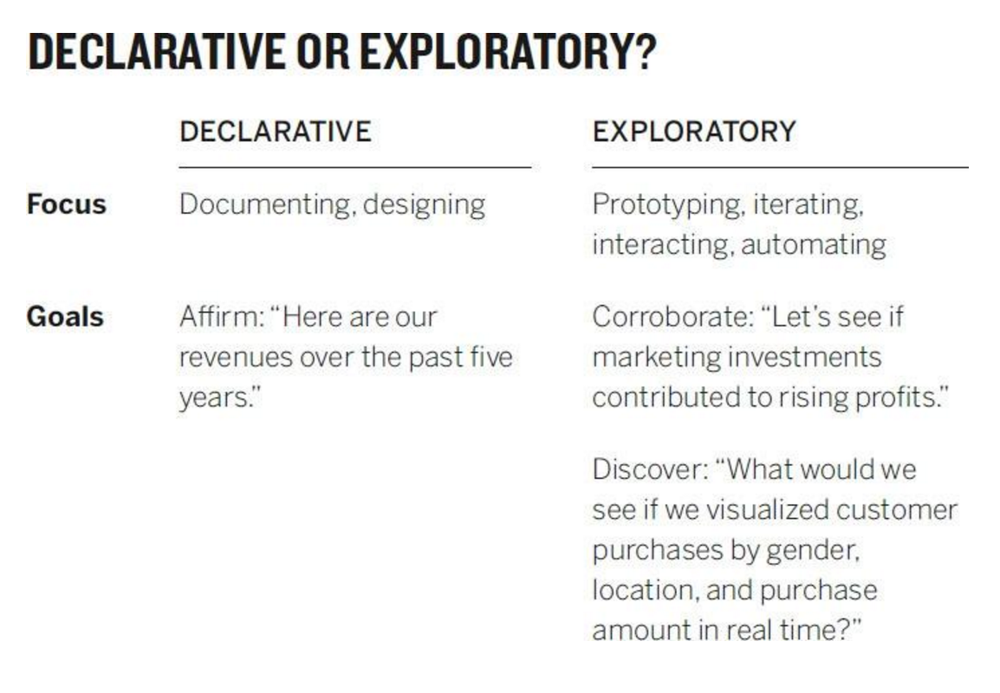 DECLARATIVE OR EXPLORATORY?
DECLARATIVE
EXPLORATORY
Focus
Documenting, designing
Prototyping, iterating,
interacting, automating
Goals
Affirm: “Here are our
revenues over the past five
years.”
Corroborate: “Let’s see if
marketing investments
contributed to rising profits.”
Discover: “What would we
see if we visualized customer
purchases by gender,
location, and purchase
amount in real time?”